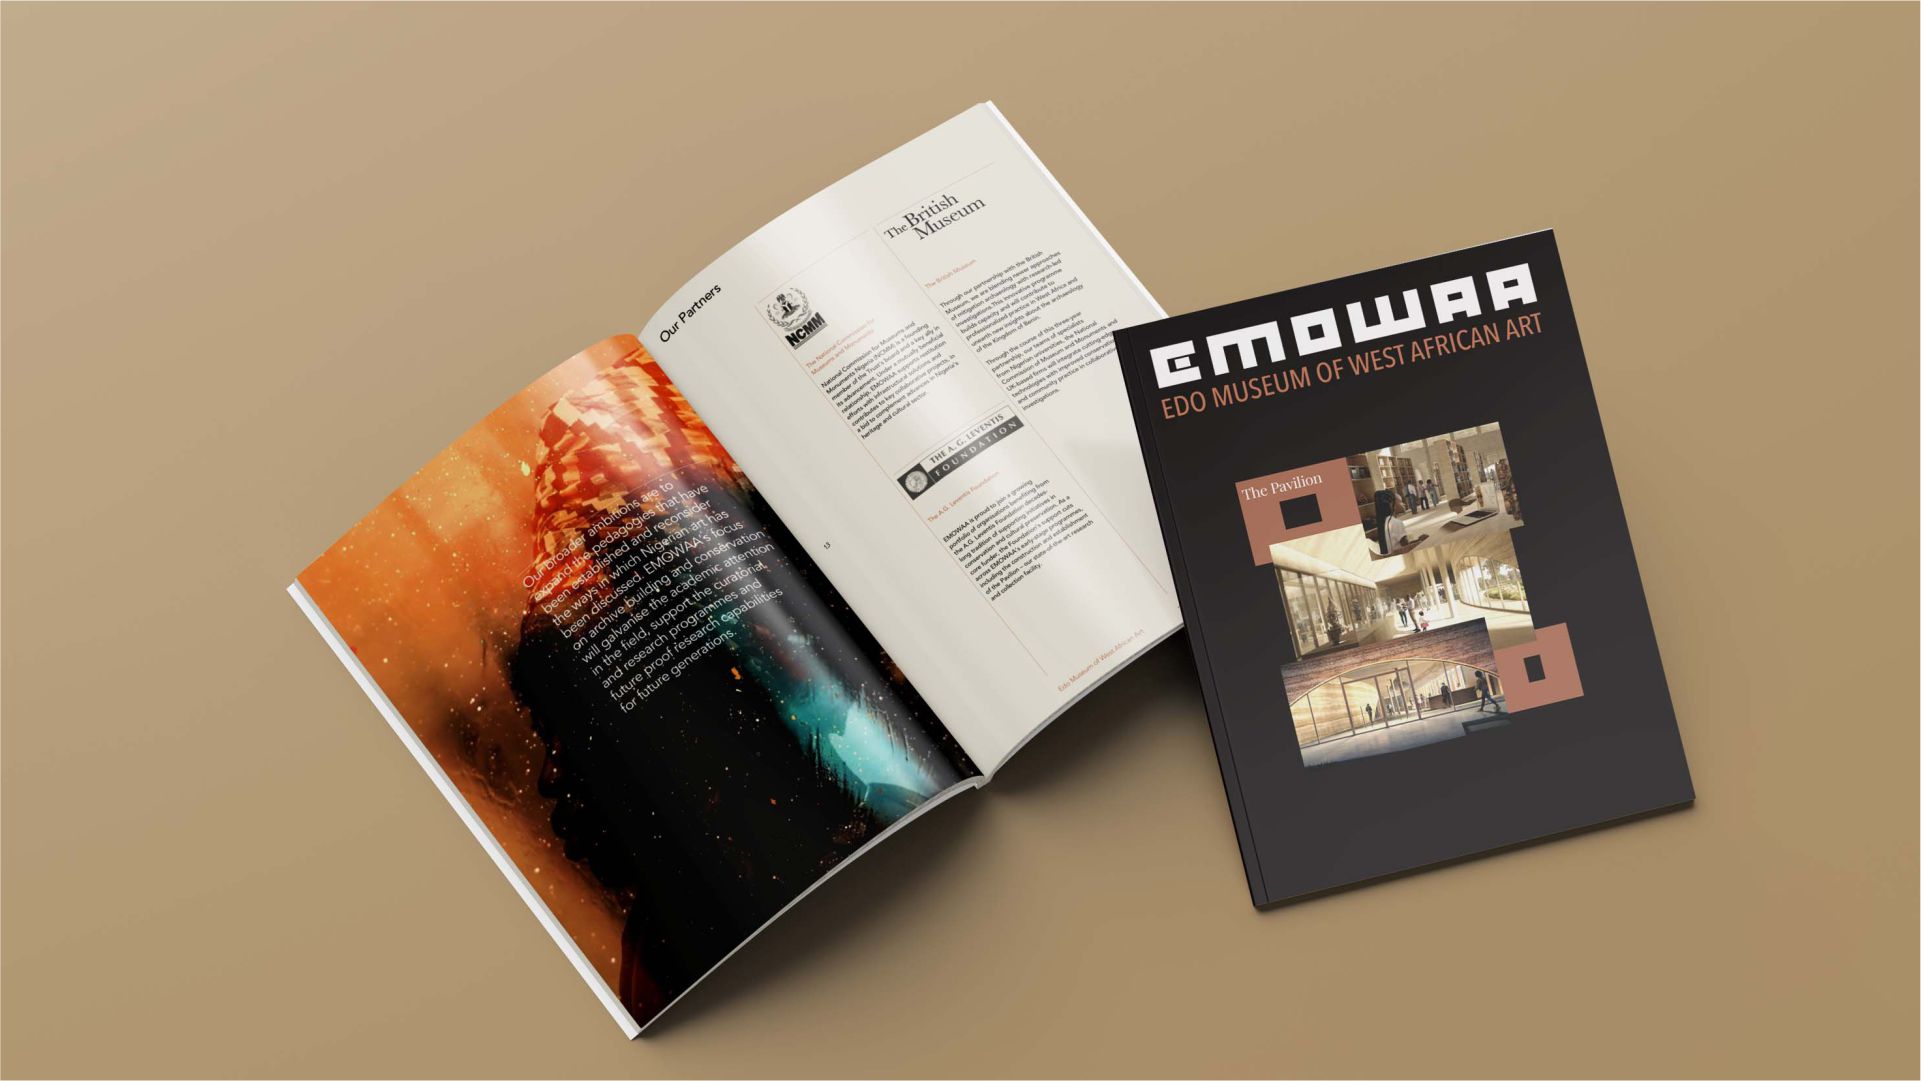 Our broader ambitions are to
expand the pedagogies that have
been established and reconsider
the ways in which Nigerian art has
been discussed. EMOWAA's focus
on archive building and conservation
will galvanise the academic attention
in the field, support the curatorial
and research programmes and
future proof research capabilities
for future generations.
Our Partners
NCMM
The National Commission for
Museums and Monuments
National Commission for Museums and
Monuments Nigeria (NCMM) is a founding
member of the Trust's board and a key ally in
its advancement. Under a mutually beneficial
relationship, EMOWAA supports institution
efforts with infrastructural solutions and
contributes to key collaborative projects, in
a bid to complement advances in Nigeria's
heritage and cultural sector.
THE A. G. LEVENTIS
FOUNDATION
The A.G. Leventis Foundation
EMOWAA is proud to join a growing
portfolio of organisations benefiting from
the A.G. Leventis Foundation decades-
long tradition of supporting initiatives in
conservation and cultural preservation. As a
core funder, the Foundation's support cuts
across EMOWAA's early-stage programmes,
including the construction and establishment
of the Pavilion - our state-of-the art research
and collection facility.
The British
Museum
The British Museum
Through our partnership with the British
Museum, we are blending newer approaches
of mitigation archaeology with research-led
investigations. This innovative programme
builds capacity and will contribute to
professionalized practice in West Africa and
unearth new insights about the archaeology
of the Kingdom of Benin.
Through the course of this three-year
partnership, our teams of specialists
from Nigerian universities, the National
Commission of Museum and Monuments and
UK-based firms will integrate cutting-edge
technologies with improved conservation
and community practice in collaborative
investigations.
13
Edo Museum of West African Art
EMOWAA
EDO MUSEUM OF WEST AFRICAN ART
The Pavilion